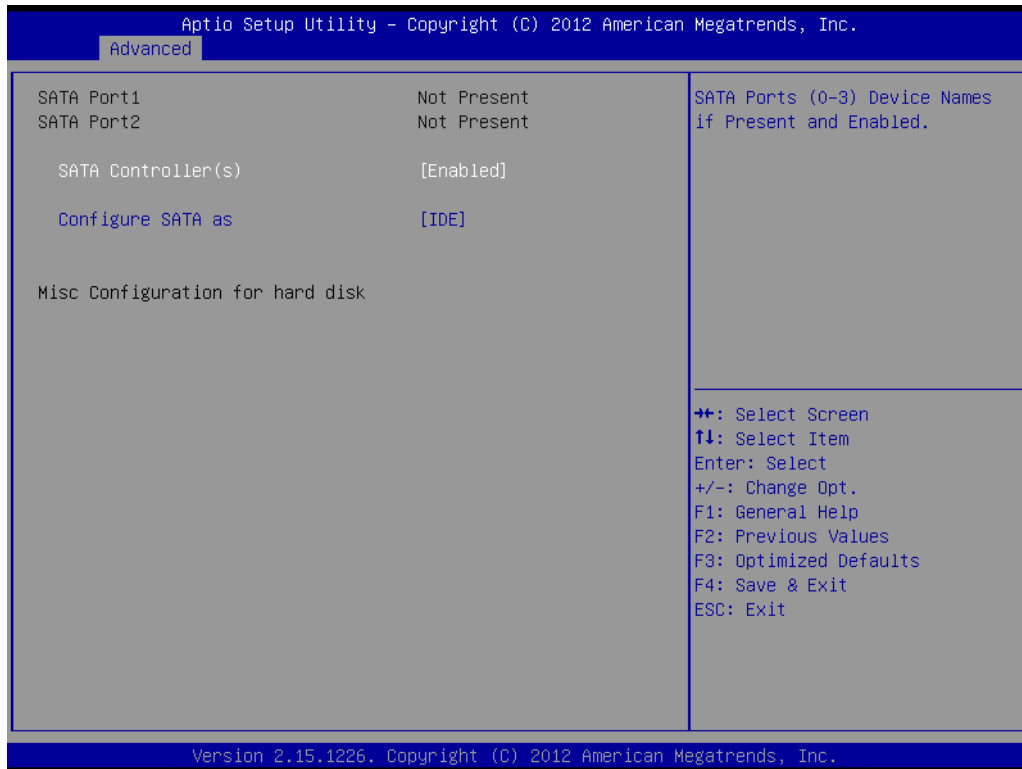 Aptio Setup Utility – Copyright (C) 2012 American Megatrends, Inc.
Advanced
SATA Port1 Not Present
SATA Port2 Not Present
SATA Controller(s) [Enabled]
Configure SATA as [IDE]
Misc Configuration for hard disk
SATA Ports (0-3) Device Names
if Present and Enabled.
→←: Select Screen
↑↓: Select Item
Enter: Select
+/-: Change Opt.
F1: General Help
F2: Previous Values
F3: Optimized Defaults
F4: Save & Exit
ESC: Exit
Version 2.15.1226. Copyright (C) 2012 American Megatrends, Inc.